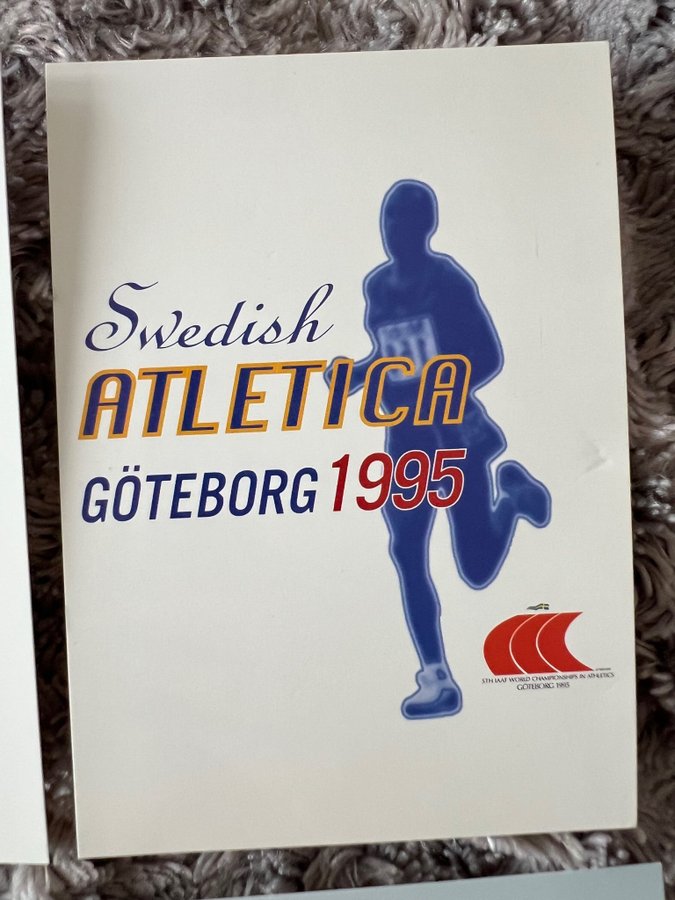 Swedish
ATLETICA
GÖTEBORG 1995
5TH IAAF WORLD CHAMPIONSHIPS IN ATHLETICS
GÖTEBORG 1995